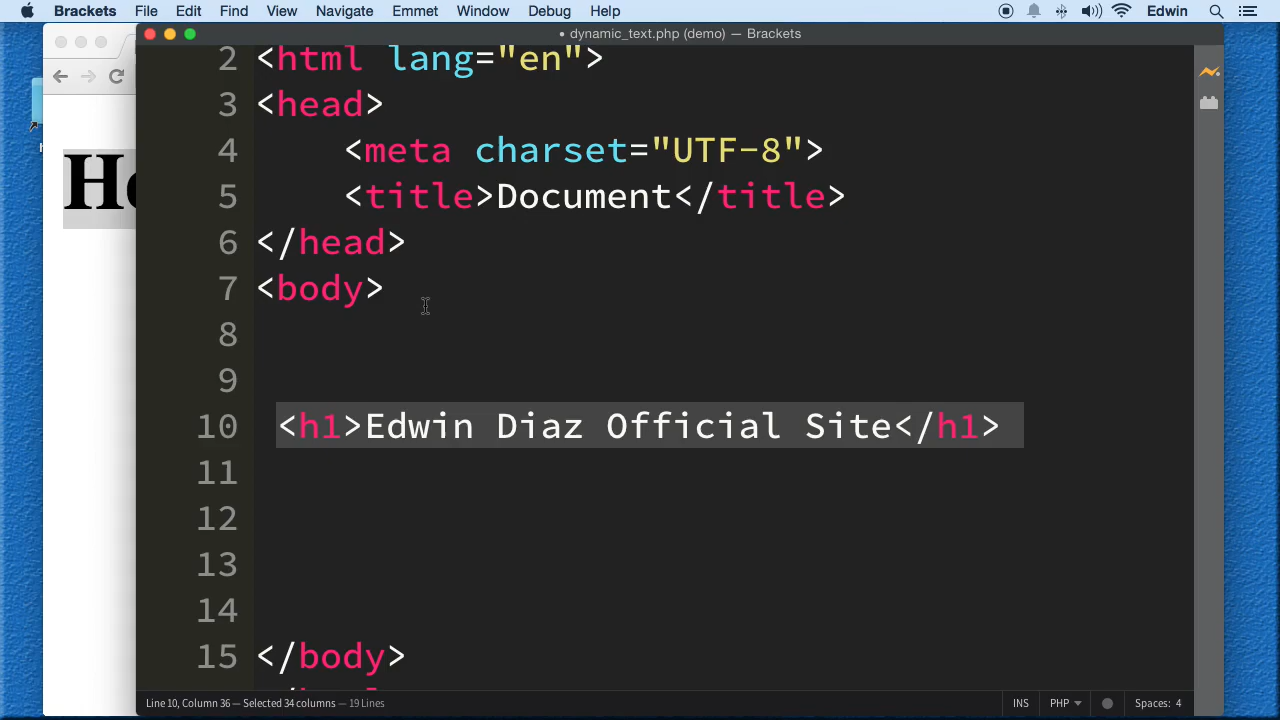 Brackets File Edit Find View Navigate Emmet Window Debug Help Edwin
• dynamic_text.php (demo) — Brackets
2 <html lang="en">
3 <head>
4 <meta charset="UTF-8">
5 <title>Document</title>
6 </head>
7 <body>
8
9
10 <h1>Edwin Diaz Official Site</h1>
11
12
13
14
15 </body>
Line 10, Column 36 — Selected 34 columns — 19 Lines INS PHP Spaces: 4